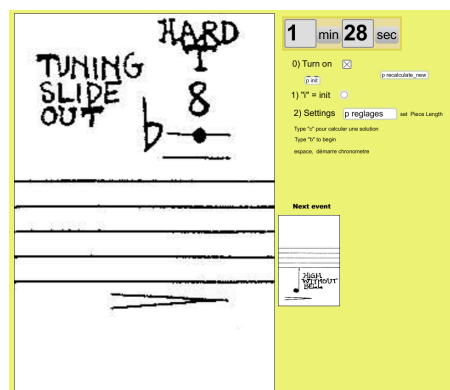 HARD
T
TUNING
SLIDE
OUT
8
1 min 28 sec
0) Turn on
p init
p recalculate_new
1) "i" = init
2) Settings p reglages set Piece Length
Type "c" pour calculer une solution
Type "b" to begin
espace, démarre chronometre
Next event
HIGH
WITHOUT
BELL